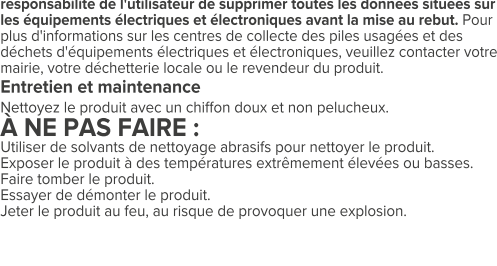 responsabilité de l'utilisateur de supprimer toutes les données situées sur
les équipements électriques et électroniques avant la mise au rebut. Pour
plus d'informations sur les centres de collecte des piles usagées et des
déchets d'équipements électriques et électroniques, veuillez contacter votre
mairie, votre déchetterie locale ou le revendeur du produit.
Entretien et maintenance
Nettoyez le produit avec un chiffon doux et non pelucheux.
À NE PAS FAIRE :
Utiliser de solvants de nettoyage abrasifs pour nettoyer le produit.
Exposer le produit à des températures extrêmement élevées ou basses.
Faire tomber le produit.
Essayer de démonter le produit.
Jeter le produit au feu, au risque de provoquer une explosion.